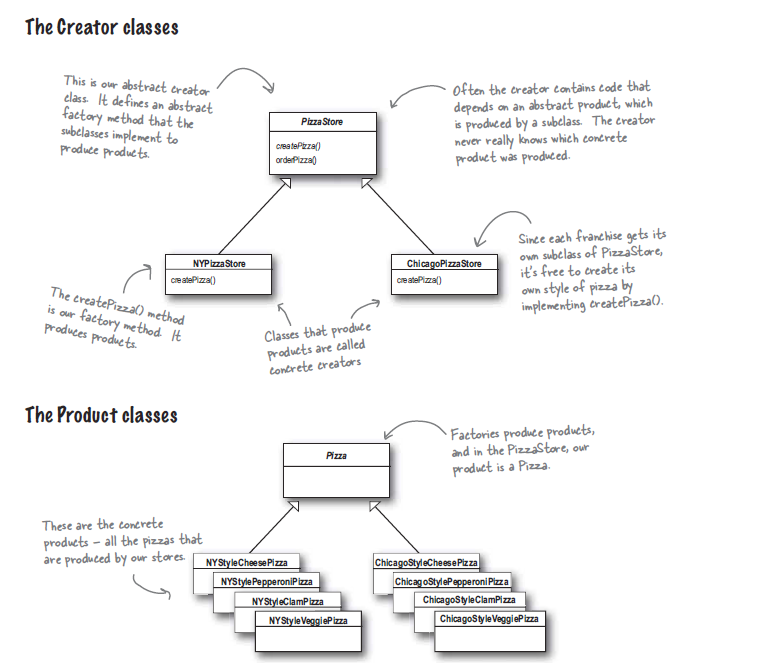 The Creator classes
This is our abstract creator
class. It defines an abstract
factory method that the
subclasses implement to
produce products.
Often the creator contains code that
depends on an abstract product, which
is produced by a subclass. The creator
never really knows which concrete
product was produced.
PizzaStore
createPizza()
orderPizza()
NYPizzaStore
createPizza()
ChicagoPizzaStore
createPizza()
Since each franchise gets its
own subclass of PizzaStore,
it's free to create its
own style of pizza by
implementing createPizza().
The createPizza() method
is our factory method. It
produces products.
Classes that produce
products are called
concrete creators
The Product classes
Factories produce products,
and in the PizzaStore, our
product is a Pizza.
Pizza
These are the concrete
products - all the pizzas that
are produced by our stores.
NYStyleCheesePizza
NYStylePepperoniPizza
NYStyleClamPizza
NYStyleVeggiePizza
ChicagoStyleCheesePizza
ChicagoStylePepperoniPizza
ChicagoStyleClamPizza
ChicagoStyleVeggiePizza